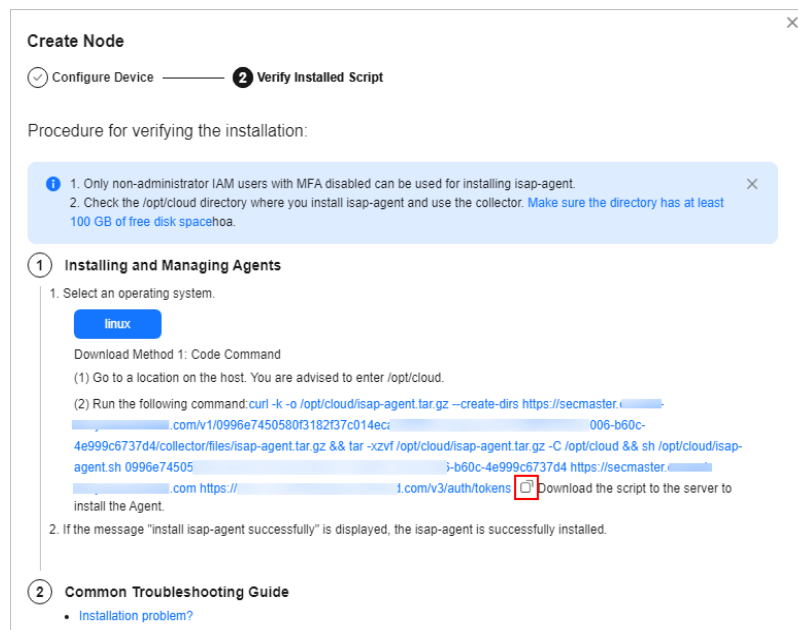 Create Node
Configure Device 2 Verify Installed Script
Procedure for verifying the installation:
1. Only non-administrator IAM users with MFA disabled can be used for installing isap-agent.
2. Check the /opt/cloud directory where you install isap-agent and use the collector. Make sure the directory has at least
100 GB of free disk spacehoa.
1 Installing and Managing Agents
1. Select an operating system.
linux
Download Method 1: Code Command
(1) Go to a location on the host. You are advised to enter /opt/cloud.
(2) Run the following command:curl -k -o /opt/cloud/isap-agent.tar.gz --create-dirs https://secmaster.
.com/v1/0996e7450580f3182f37c014eca 006-b60c-
4e999c6737d4/collector/files/isap-agent.tar.gz && tar -xzvf /opt/cloud/isap-agent.tar.gz -C /opt/cloud && sh /opt/cloud/isap-
agent.sh 0996e74505 -b60c-4e999c6737d4 https://secmaster.
.com https:// .com/v3/auth/tokens Download the script to the server to
install the Agent.
2. If the message "install isap-agent successfully" is displayed, the isap-agent is successfully installed.
2 Common Troubleshooting Guide
• Installation problem?